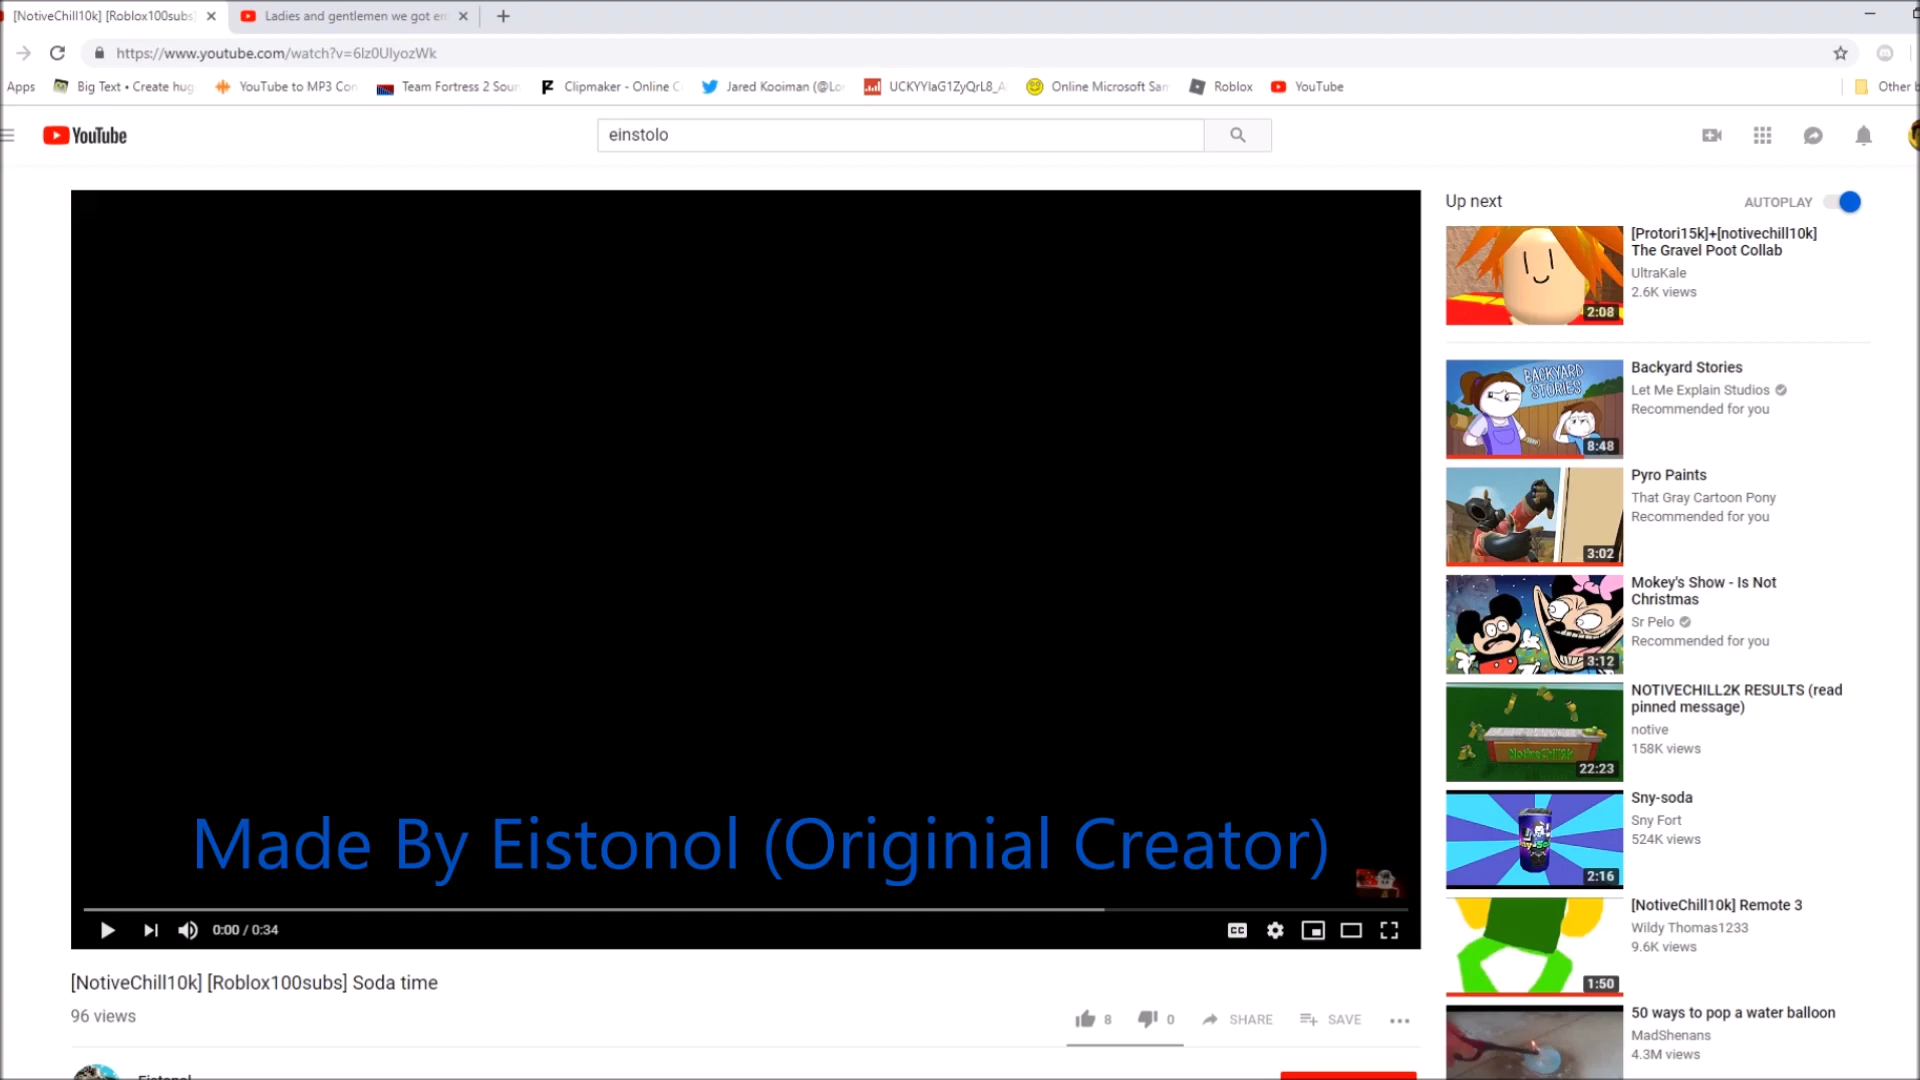 [NotiveChill10k] [Roblox100subs
Ladies and gentlemen we got em
https://www.youtube.com/watch?v=6lz0UlyozWk
Apps
Big Text • Create hug
YouTube to MP3 Con
Team Fortress 2 Soun
Clipmaker - Online C
Jared Kooiman (@Lo
UCKYYlaG1ZyQrL8_A
Online Microsoft Sam
Roblox
YouTube
Other b
YouTube
einstolo
Up next
AUTOPLAY
[Protori15k]+[notivechill10k]
The Gravel Poot Collab
UltraKale
2.6K views
2:08
BACKYARD
STORIES
8:48
Backyard Stories
Let Me Explain Studios
Recommended for you
Pyro Paints
That Gray Cartoon Pony
Recommended for you
3:02
Mokey's Show - Is Not
Christmas
Sr Pelo
Recommended for you
3:12
NOTIVECHILL2K RESULTS (read
pinned message)
notive
158K views
22:23
Sny-soda
Sny Fort
524K views
2:16
[NotiveChill10k] Remote 3
Wildy Thomas1233
9.6K views
1:50
50 ways to pop a water balloon
MadShenans
4.3M views
Made By Eistonol (Originial Creator)
0:00 / 0:34
CC
[NotiveChill10k] [Roblox100subs] Soda time
96 views
8
0
SHARE
SAVE
Eistonol